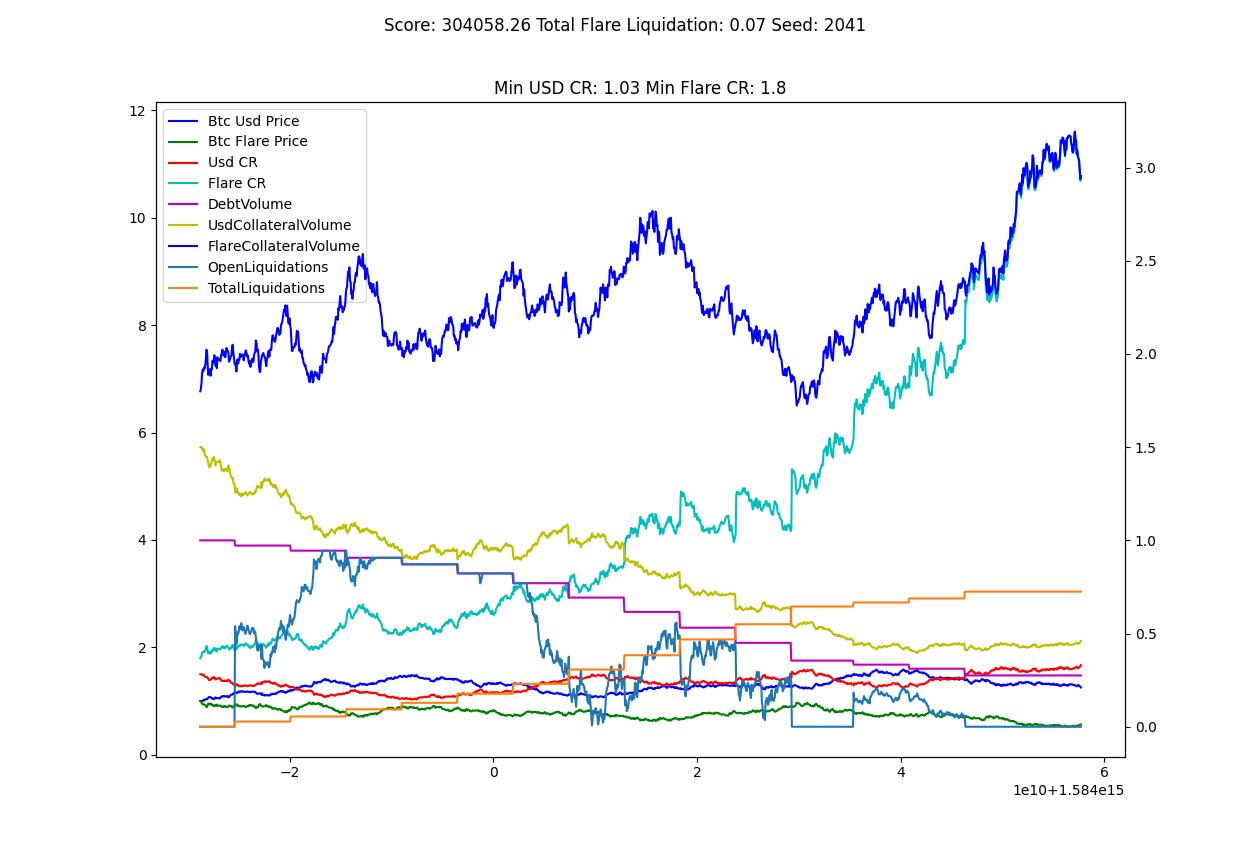 Score: 304058.26 Total Flare Liquidation: 0.07 Seed: 2041
Min USD CR: 1.03 Min Flare CR: 1.8
Btc Usd Price
Btc Flare Price
Usd CR
Flare CR
DebtVolume
UsdCollateralVolume
FlareCollateralVolume
OpenLiquidations
TotalLiquidations
12
10
8
6
4
2
0
3.0
2.5
2.0
1.5
1.0
0.5
0.0
−2
0
2
4
6
1e10+1.584e15